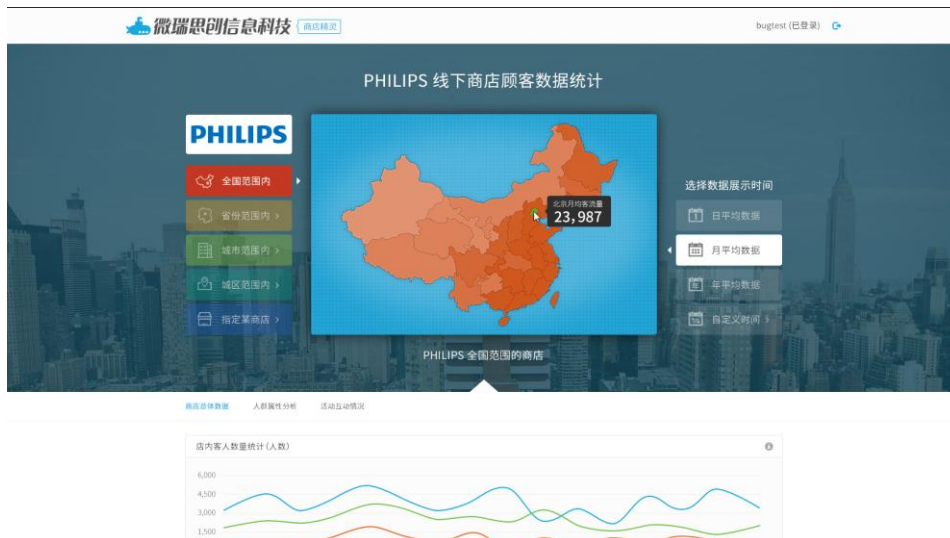 微瑞思创信息科技 商店精灵
bugtest (已登录)
PHILIPS 线下商店顾客数据统计
PHILIPS
全国范围内
省份范围内
城市范围内
城区范围内
指定某商店
北京月均客流量
23,987
选择数据展示时间
日平均数据
月平均数据
年平均数据
自定义时间
PHILIPS 全国范围的商店
商店总体数据 人群属性分析 活动互动情况
店内客人数量统计(人数)
6,000
4,500
3,000
1,500